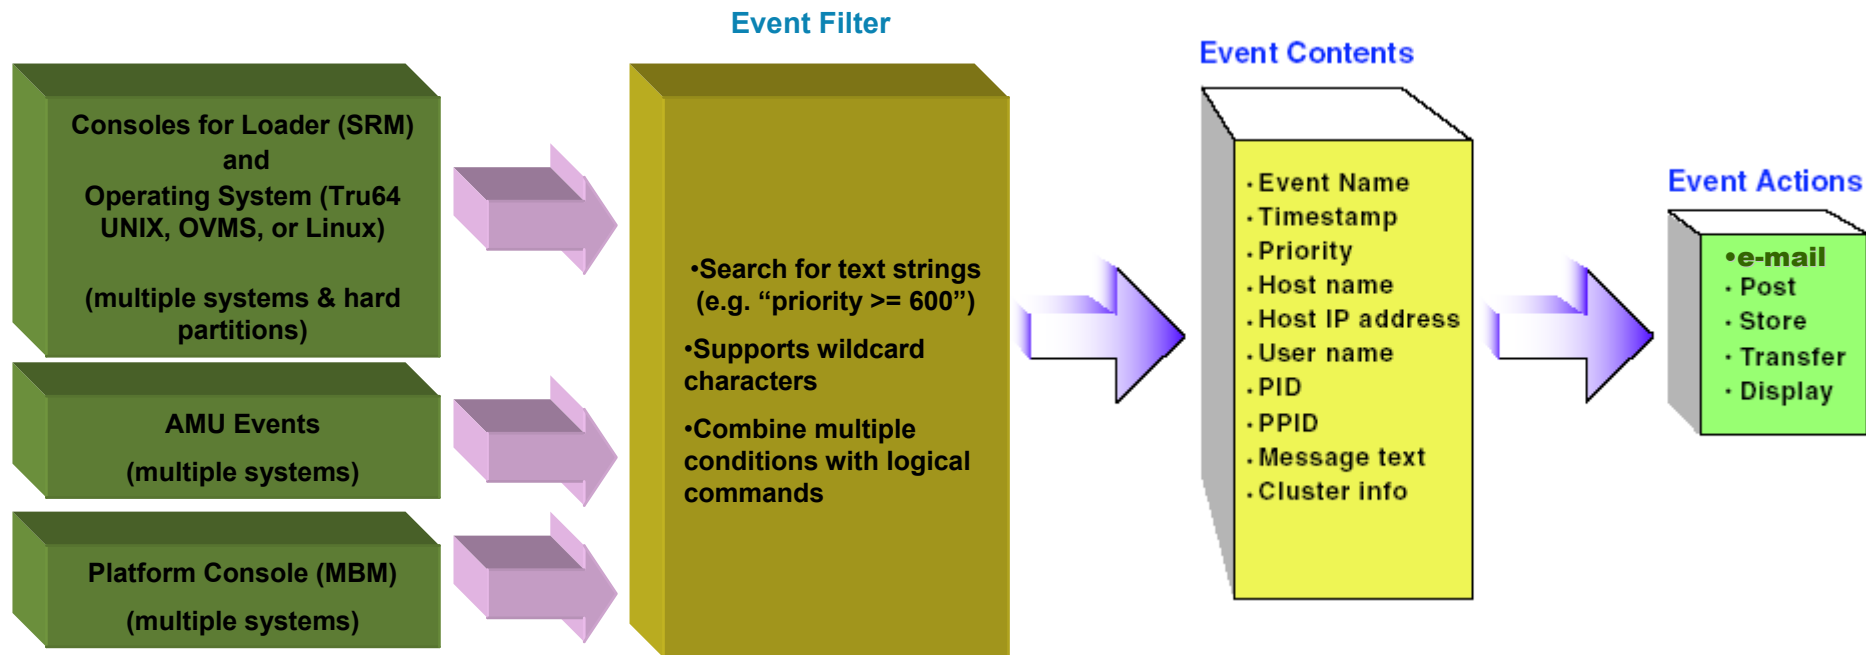 Event Filter
Consoles for Loader (SRM)
and
Operating System (Tru64
UNIX, OVMS, or Linux)
(multiple systems & hard
partitions)
AMU Events
(multiple systems)
Platform Console (MBM)
(multiple systems)
•Search for text strings
(e.g. “priority >= 600”)
•Supports wildcard
characters
•Combine multiple
conditions with logical
commands
Event Contents
· Event Name
· Timestamp
· Priority
· Host name
· Host IP address
· User name
· PID
· PPID
· Message text
· Cluster info
Event Actions
•e-mail
· Post
· Store
· Transfer
· Display